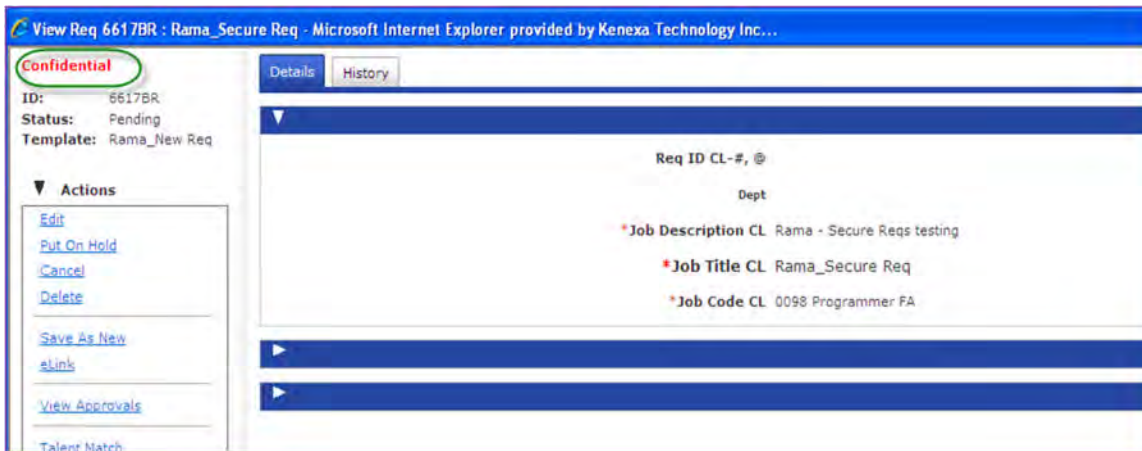 View Req 6617BR : Rama_Secure Req - Microsoft Internet Explorer provided by Kenexa Technology Inc...
Confidential
ID: 6617BR
Status: Pending
Template: Rama_New Req
Actions
Edit
Put On Hold
Cancel
Delete
Save As New
eLink
View Approvals
Talent Match
Details History
Req ID CL-#, @
Dept
*Job Description CL Rama - Secure Reqs testing
*Job Title CL Rama_Secure Req
*Job Code CL 0098 Programmer FA